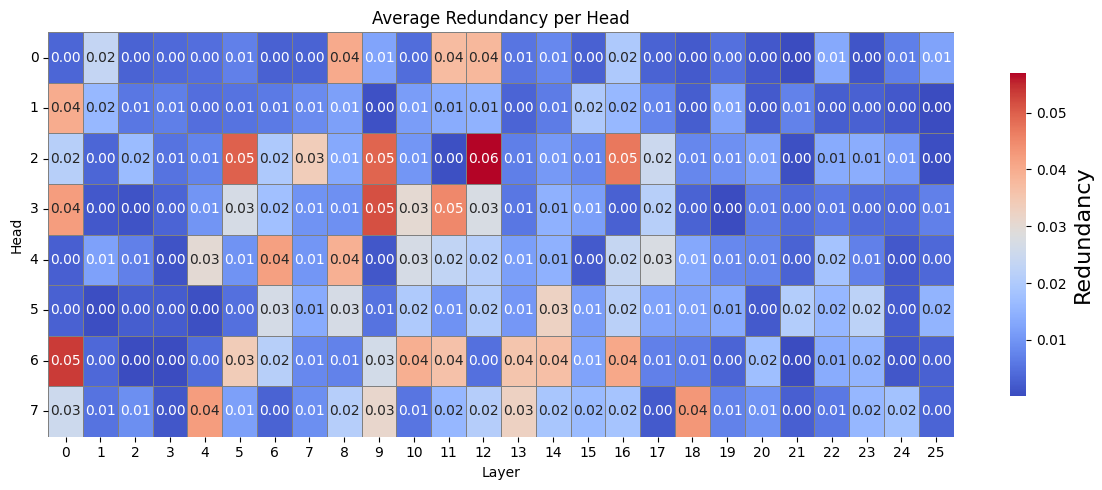 Average Redundancy per Head
0 0.00 0.02 0.00 0.00 0.00 0.01 0.00 0.00 0.04 0.01 0.00 0.04 0.04 0.01 0.01 0.00 0.02 0.00 0.00 0.00 0.00 0.00 0.01 0.00 0.01 0.01
1 0.04 0.02 0.01 0.01 0.00 0.01 0.01 0.01 0.01 0.00 0.01 0.01 0.01 0.00 0.01 0.02 0.02 0.01 0.00 0.01 0.00 0.01 0.00 0.00 0.00 0.00
2 0.02 0.00 0.02 0.01 0.01 0.05 0.02 0.03 0.01 0.05 0.01 0.00 0.06 0.01 0.01 0.01 0.05 0.02 0.01 0.01 0.01 0.00 0.01 0.01 0.01 0.00
3 0.04 0.00 0.00 0.00 0.01 0.03 0.02 0.01 0.01 0.05 0.03 0.05 0.03 0.01 0.01 0.01 0.00 0.02 0.00 0.00 0.01 0.00 0.01 0.00 0.00 0.01
4 0.00 0.01 0.01 0.00 0.03 0.01 0.04 0.01 0.04 0.00 0.03 0.02 0.02 0.01 0.01 0.00 0.02 0.03 0.01 0.01 0.01 0.00 0.02 0.01 0.00 0.00
5 0.00 0.00 0.00 0.00 0.00 0.00 0.03 0.01 0.03 0.01 0.02 0.01 0.02 0.01 0.03 0.01 0.02 0.01 0.01 0.01 0.00 0.02 0.01 0.02 0.00 0.02
6 0.05 0.00 0.00 0.00 0.00 0.03 0.02 0.01 0.01 0.03 0.04 0.04 0.00 0.04 0.04 0.01 0.04 0.01 0.01 0.00 0.02 0.00 0.01 0.02 0.00 0.00
7 0.03 0.01 0.01 0.00 0.04 0.01 0.00 0.01 0.02 0.03 0.01 0.02 0.02 0.03 0.02 0.02 0.02 0.00 0.04 0.01 0.01 0.00 0.01 0.02 0.02 0.00
0 1 2 3 4 5 6 7 8 9 10 11 12 13 14 15 16 17 18 19 20 21 22 23 24 25
Layer
Head
0.05
0.04
0.03
0.02
0.01
Redundancy